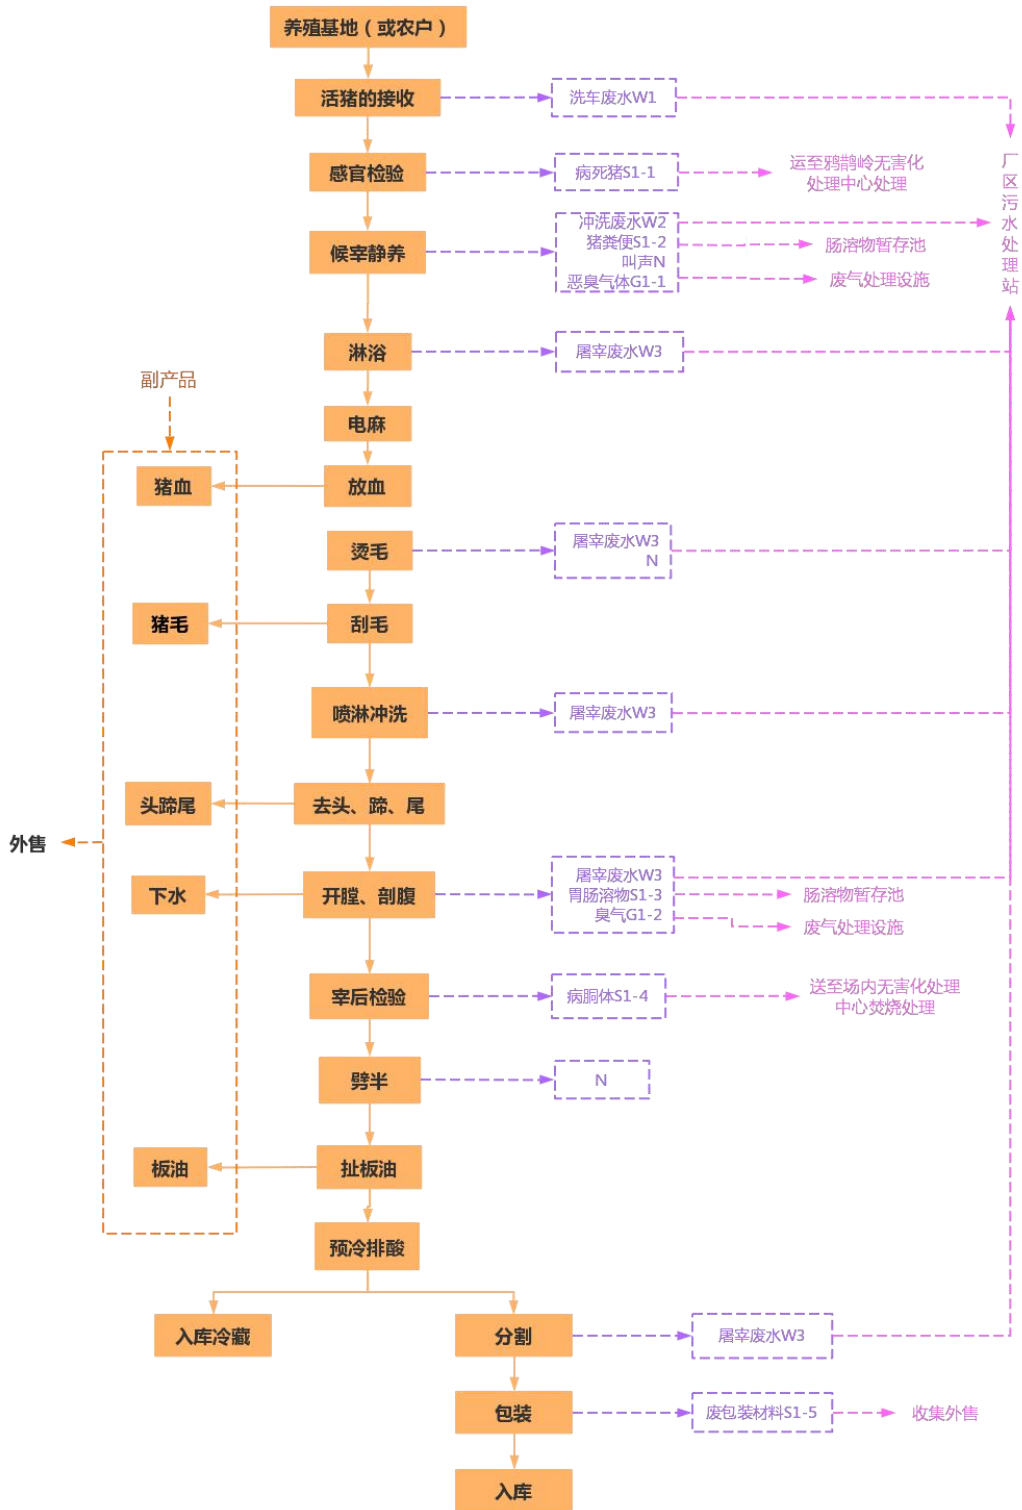 养殖基地（或农户）
活猪的接收
洗车废水W1
感官检验
病死猪S1-1
运至鸦鹊岭无害化
处理中心处理
厂区污水处理站
候宰静养
冲洗废水W2
猪粪便S1-2
叫声N
恶臭气体G1-1
肠溶物暂存池
废气处理设施
淋浴
屠宰废水W3
副产品
电麻
猪血
放血
烫毛
屠宰废水W3
N
猪毛
刮毛
喷淋冲洗
屠宰废水W3
头蹄尾
去头、蹄、尾
外售
下水
开膛、剖腹
屠宰废水W3
胃肠溶物S1-3
臭气G1-2
肠溶物暂存池
废气处理设施
宰后检验
病胴体S1-4
送至场内无害化处理
中心焚烧处理
劈半
N
板油
扯板油
预冷排酸
入库冷藏
分割
屠宰废水W3
包装
废包装材料S1-5
收集外售
入库